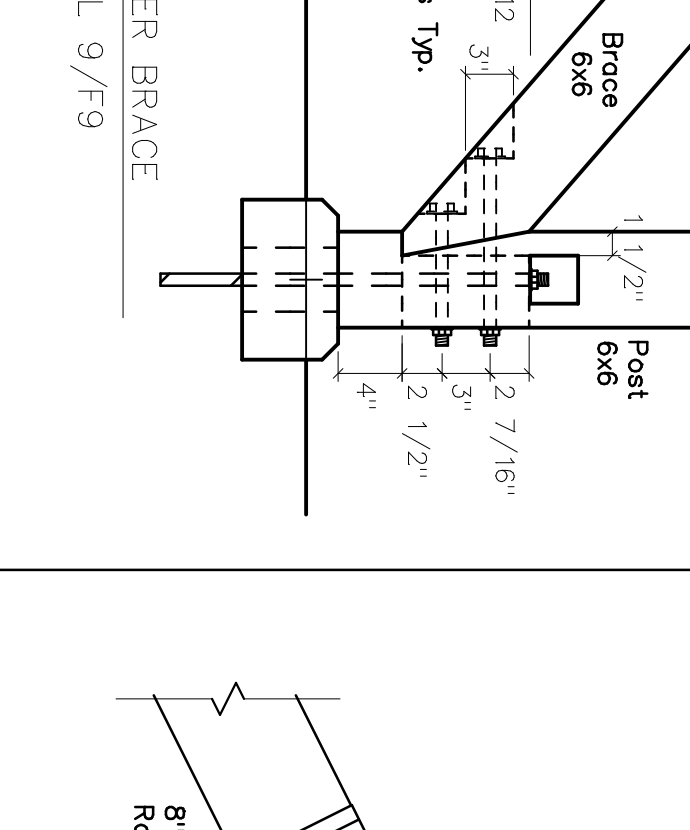 Brace
6x6
12
s Typ.
3"
1 1/2"
Post
6x6
4"
2 1/2"
3"
2 7/16"
ER BRACE
L 9/F9
8"
Ro